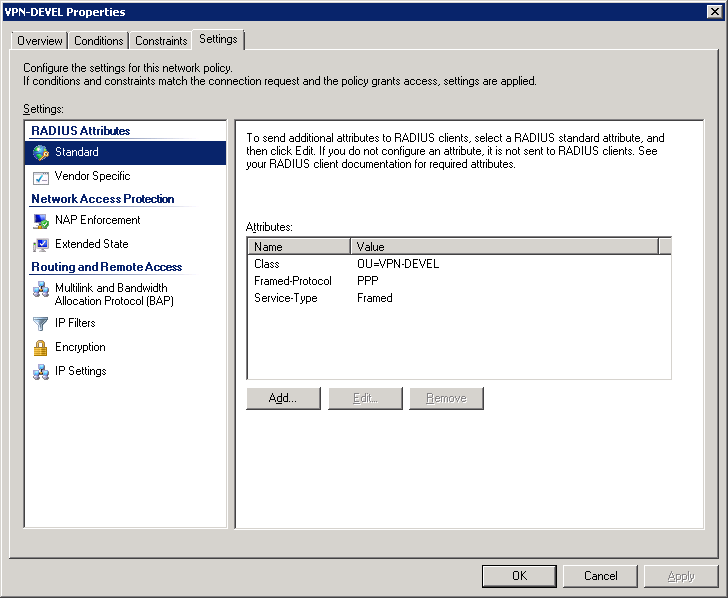 VPN-DEVEL Properties
Overview Conditions Constraints Settings
Configure the settings for this network policy.
If conditions and constraints match the connection request and the policy grants access, settings are applied.
Settings:
RADIUS Attributes
Standard
Vendor Specific
Network Access Protection
NAP Enforcement
Extended State
Routing and Remote Access
Multilink and Bandwidth
Allocation Protocol (BAP)
IP Filters
Encryption
IP Settings
To send additional attributes to RADIUS clients, select a RADIUS standard attribute, and
then click Edit. If you do not configure an attribute, it is not sent to RADIUS clients. See
your RADIUS client documentation for required attributes.
Attributes:
Name Value
Class OU=VPN-DEVEL
Framed-Protocol PPP
Service-Type Framed
Add... Edit... Remove
OK Cancel Apply